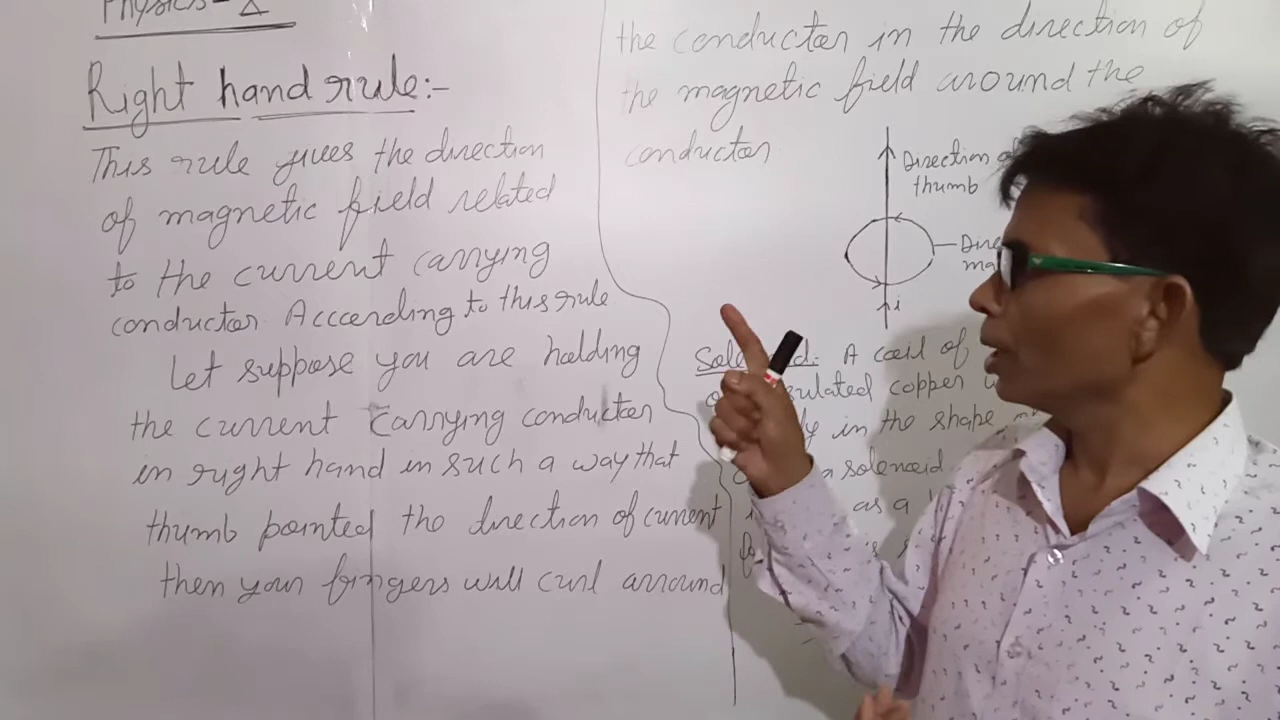 Physics - X
Right hand rule:-
This rule gives the direction
of magnetic field related
to the current carrying
conductor. According to this rule
Let suppose you are holding
the current carrying conductor
in right hand in such a way that
thumb pointed the direction of current
then your fingers will curl arround
the conductor in the direction of
the magnetic field around the
conductor
Direction of
thumb
i
A coil of
copper
in the shape
a solenoid
as a